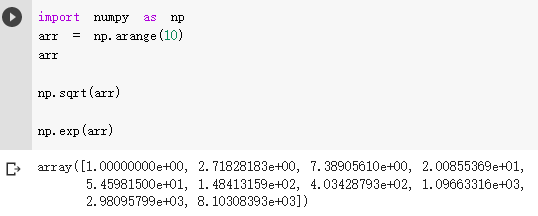 import numpy as np
arr = np.arange(10)
arr
np.sqrt(arr)
np.exp(arr)
array([1.00000000e+00, 2.71828183e+00, 7.38905610e+00, 2.00855369e+01,
5.45981500e+01, 1.48413159e+02, 4.03428793e+02, 1.09663316e+03,
2.98095799e+03, 8.10308393e+03])